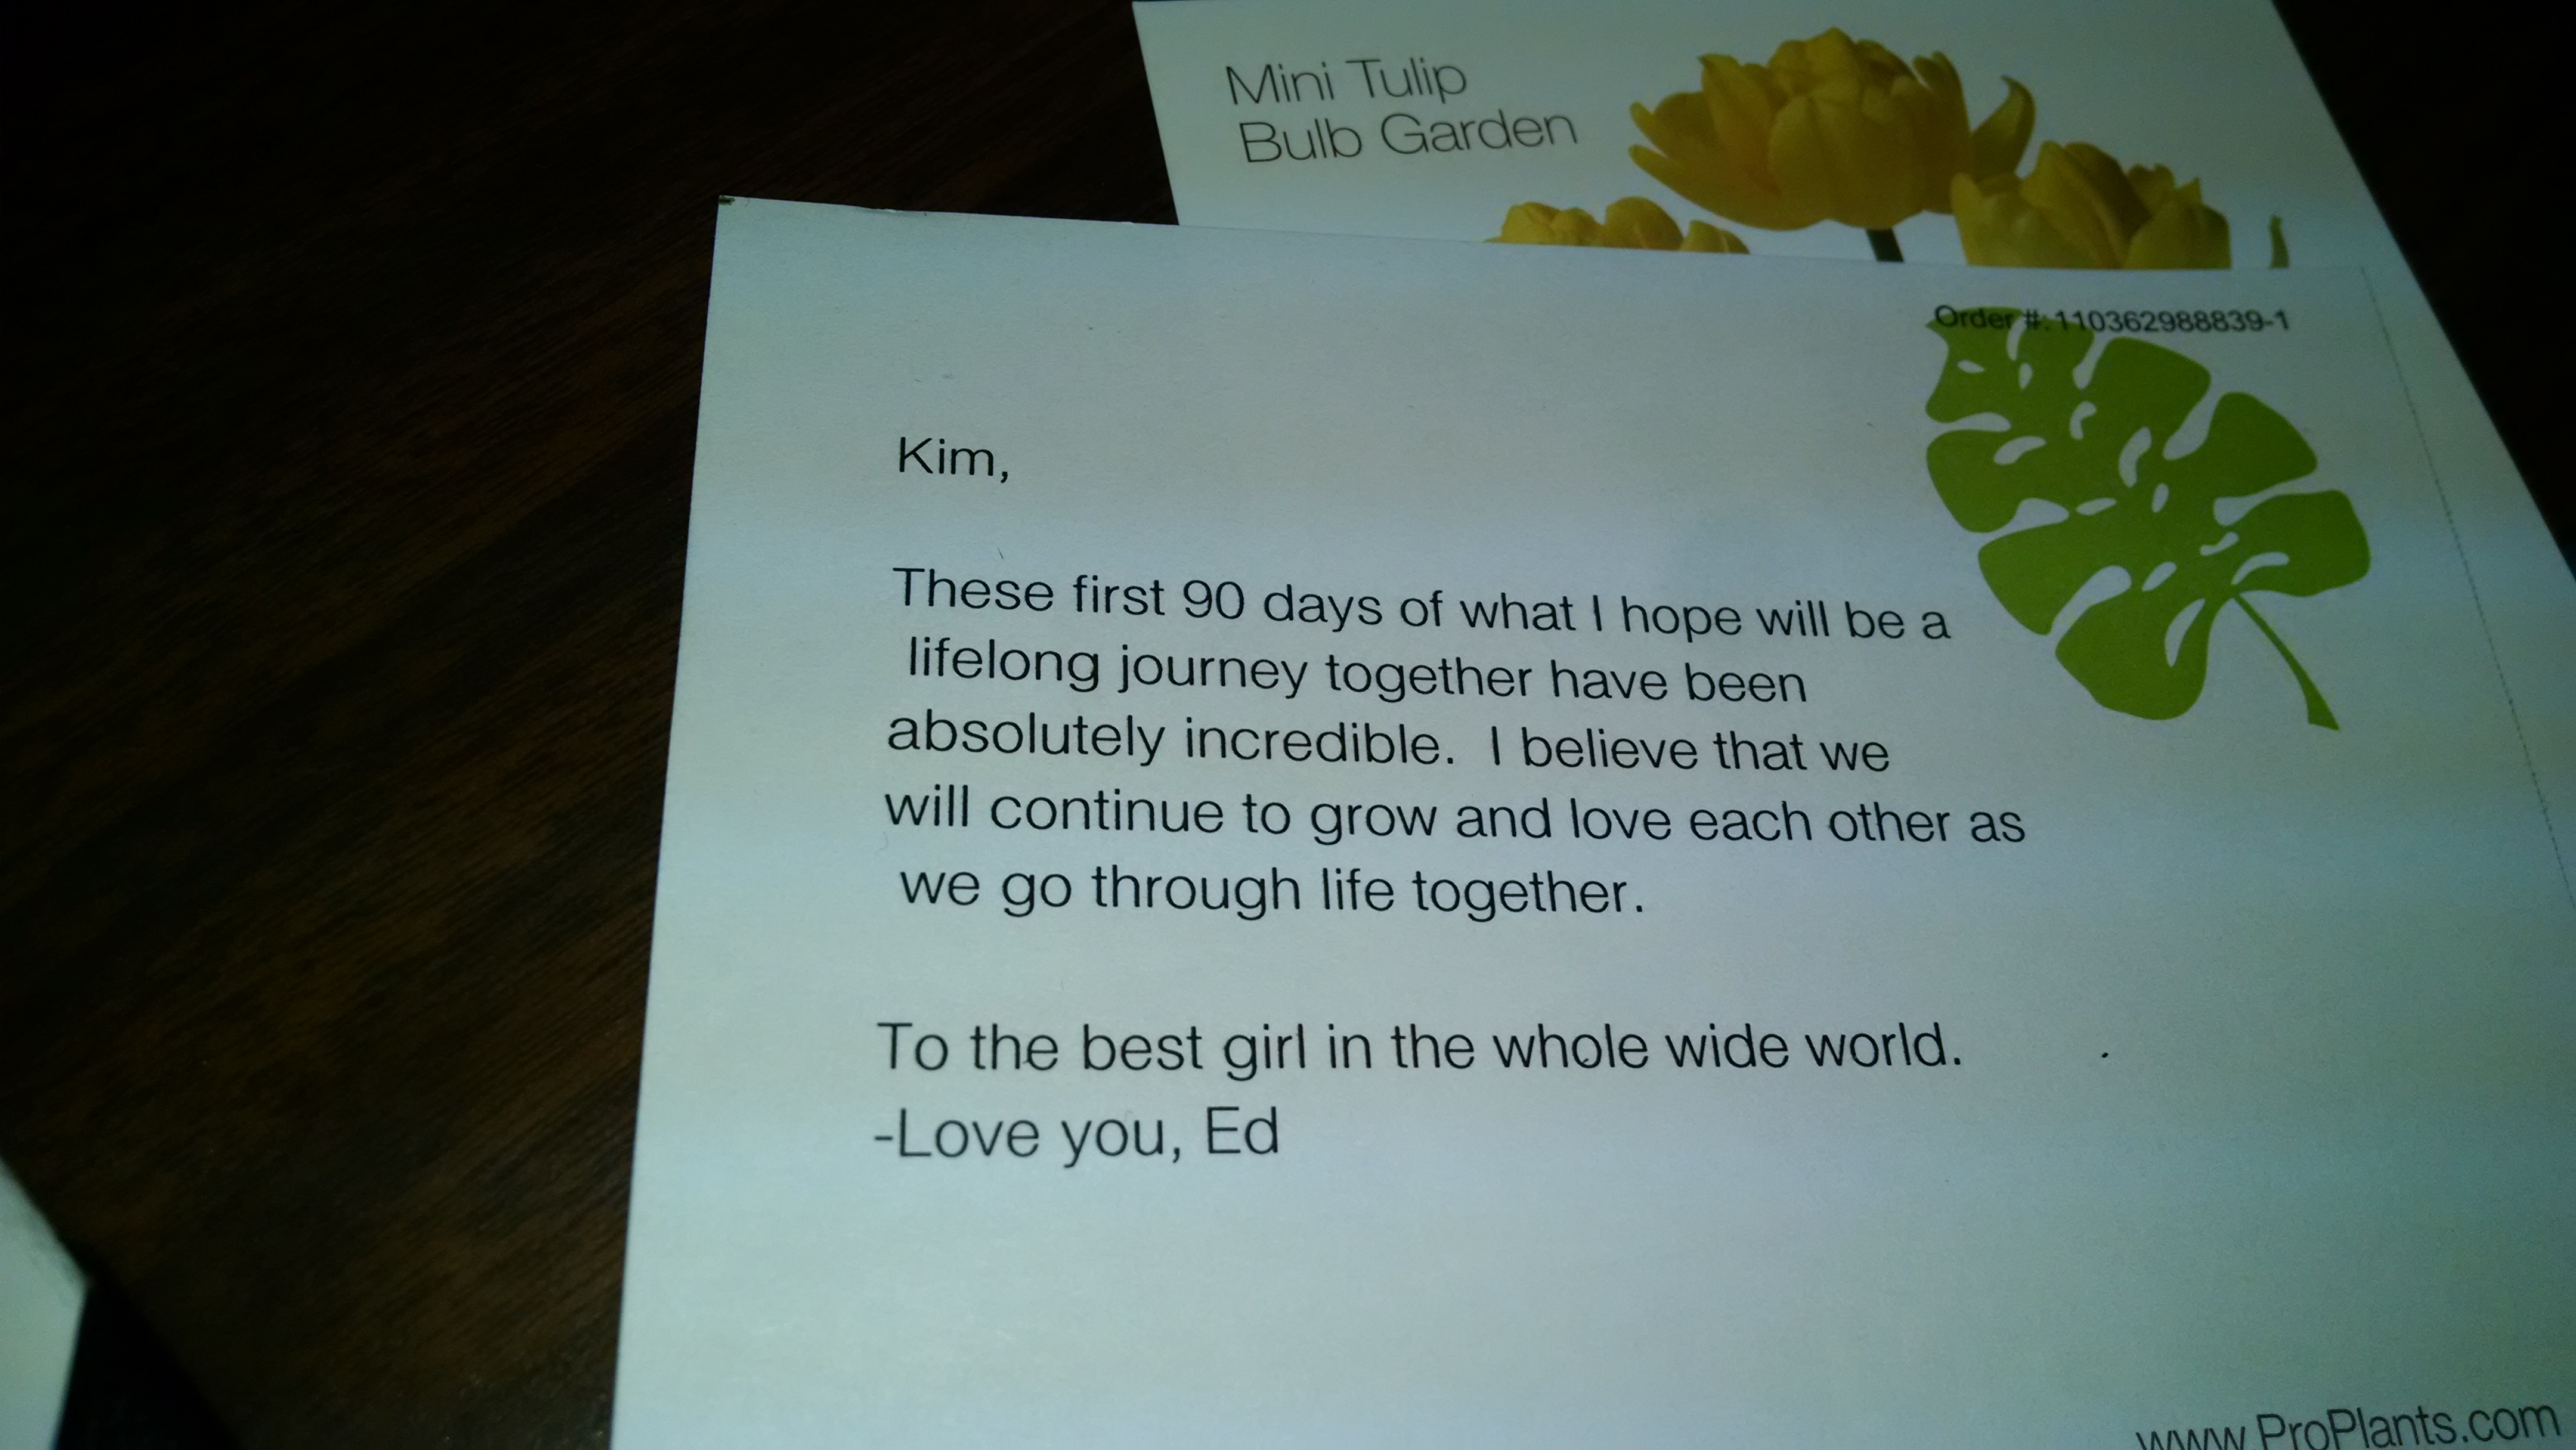 Mini Tulip
Bulb Garden
Order #: 110362988839-1
Kim,
These first 90 days of what I hope will be a
lifelong journey together have been
absolutely incredible.  I believe that we
will continue to grow and love each other as
we go through life together.
To the best girl in the whole wide world.
-Love you, Ed
www.ProPlants.com